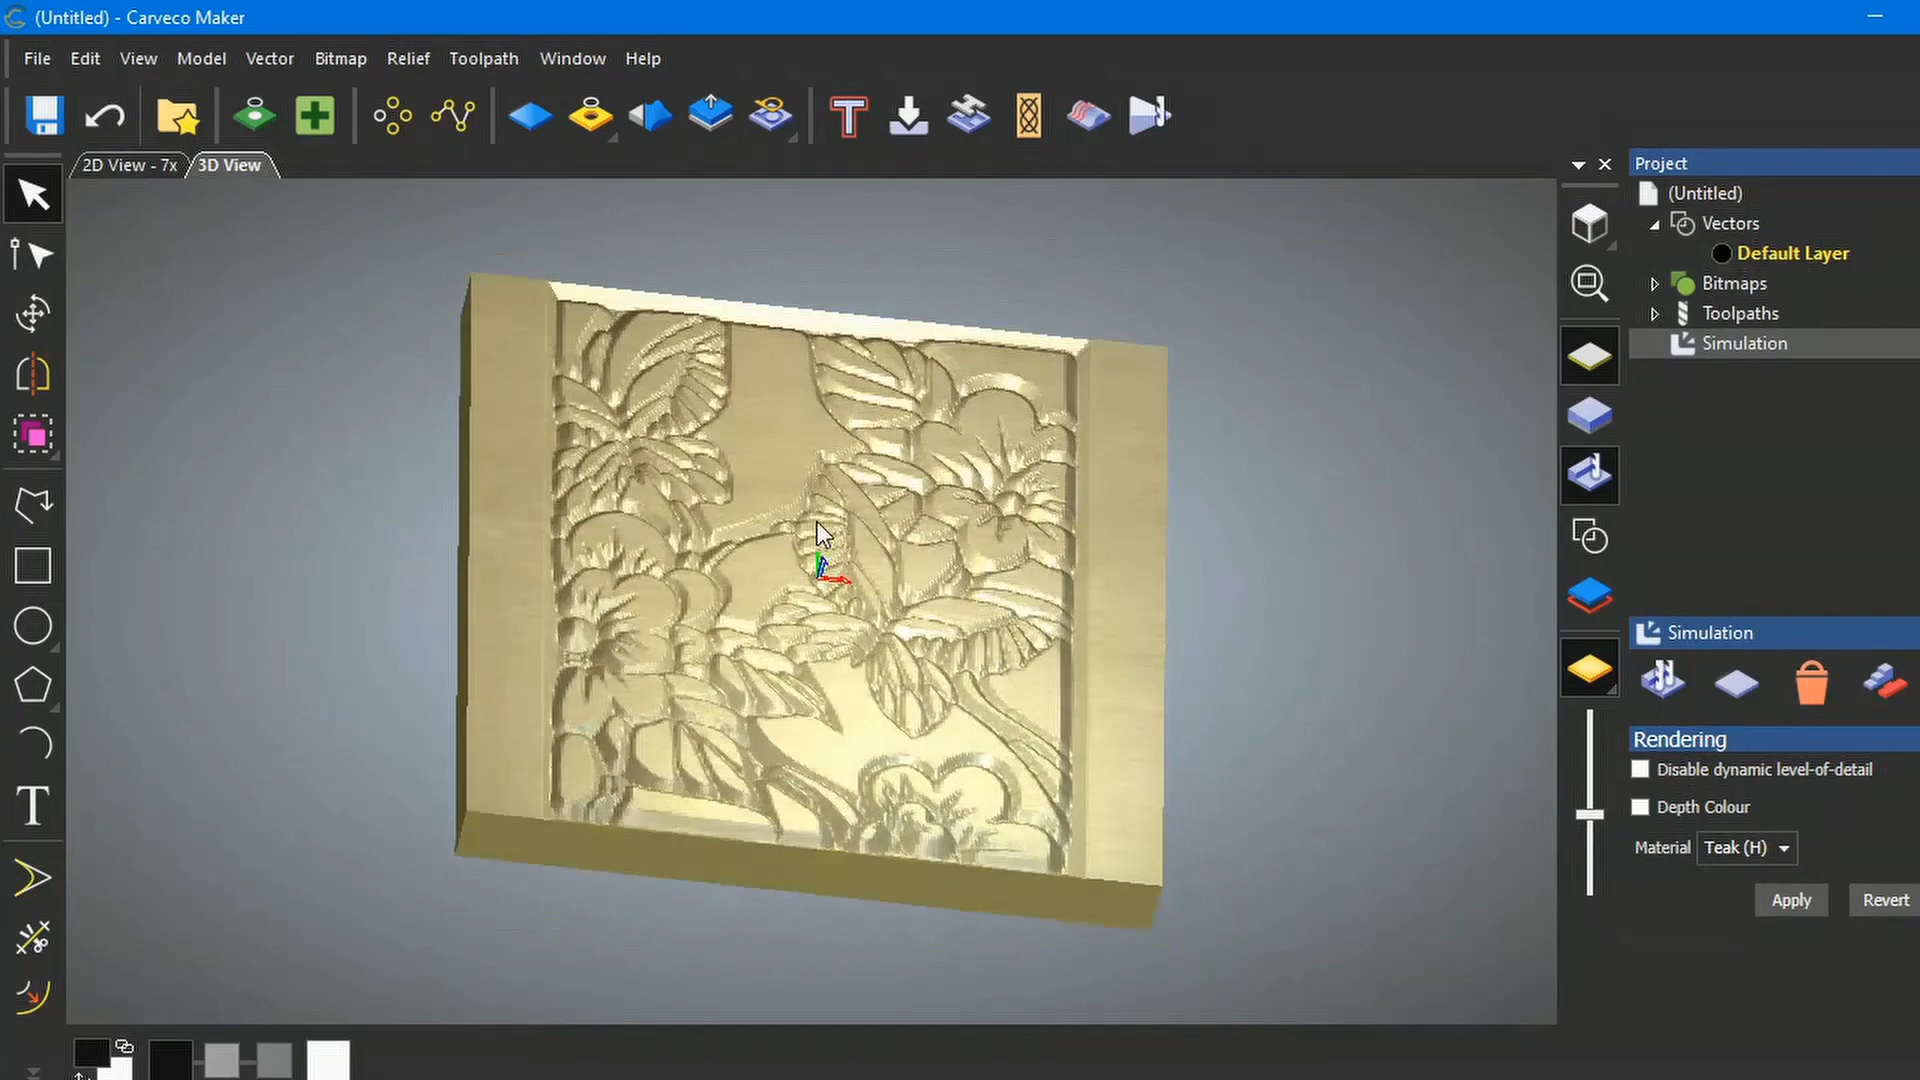 (Untitled) - Carveco Maker
File Edit View Model Vector Bitmap Relief Toolpath Window Help
2D View - 7x 3D View
Project
(Untitled)
Vectors
Default Layer
Bitmaps
Toolpaths
Simulation
Simulation
Rendering
Disable dynamic level-of-detail
Depth Colour
Material Teak (H)
Apply Revert